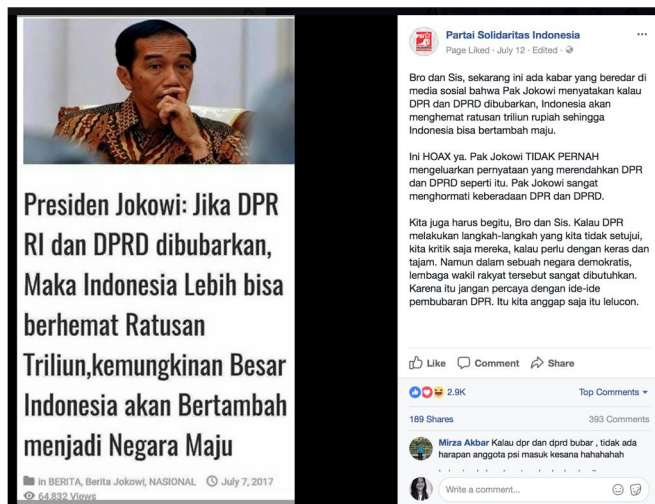 Presiden Jokowi: Jika DPR
RI dan DPRD dibubarkan,
Maka Indonesia Lebih bisa
berhemat Ratusan
Triliun,kemungkinan Besar
Indonesia akan Bertambah
menjadi Negara Maju
in BERITA, Berita Jokowi, NASIONAL July 7, 2017
64,832 Views
PSI
Partai Solidaritas Indonesia
Page Liked · July 12 · Edited ·
Bro dan Sis, sekarang ini ada kabar yang beredar di
media sosial bahwa Pak Jokowi menyatakan kalau
DPR dan DPRD dibubarkan, Indonesia akan
menghemat ratusan triliun rupiah sehingga
Indonesia bisa bertambah maju.
Ini HOAX ya. Pak Jokowi TIDAK PERNAH
mengeluarkan pernyataan yang merendahkan DPR
dan DPRD seperti itu. Pak Jokowi sangat
menghormati keberadaan DPR dan DPRD.
Kita juga harus begitu, Bro dan Sis. Kalau DPR
melakukan langkah-langkah yang kita tidak setujui,
kita kritik saja mereka, kalau perlu dengan keras dan
tajam. Namun dalam sebuah negara demokratis,
lembaga wakil rakyat tersebut sangat dibutuhkan.
Karena itu jangan percaya dengan ide-ide
pembubaran DPR. Itu kita anggap saja itu lelucon.
Like Comment Share
2.9K Top Comments
189 Shares 393 Comments
Mirza Akbar Kalau dpr dan dprd bubar , tidak ada
harapan anggota psi masuk kesana hahahahah
Write a comment...